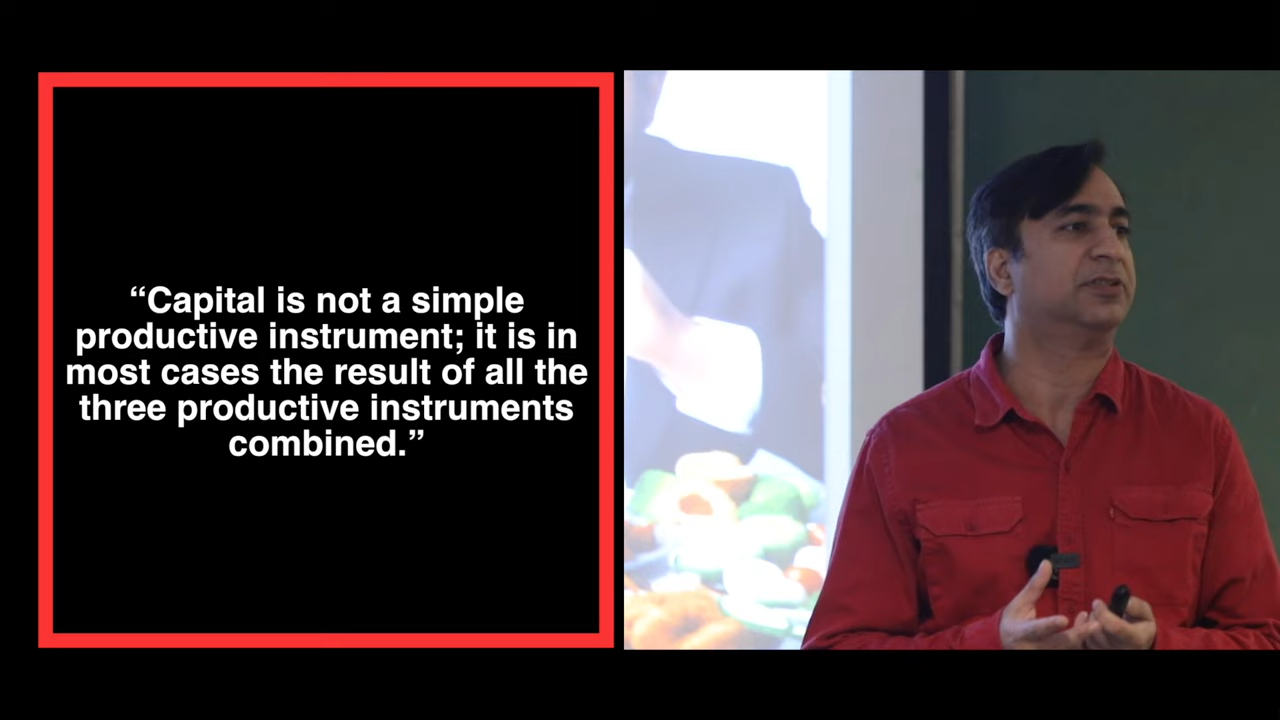 “Capital is not a simple
productive instrument; it is in
most cases the result of all the
three productive instruments
combined.”